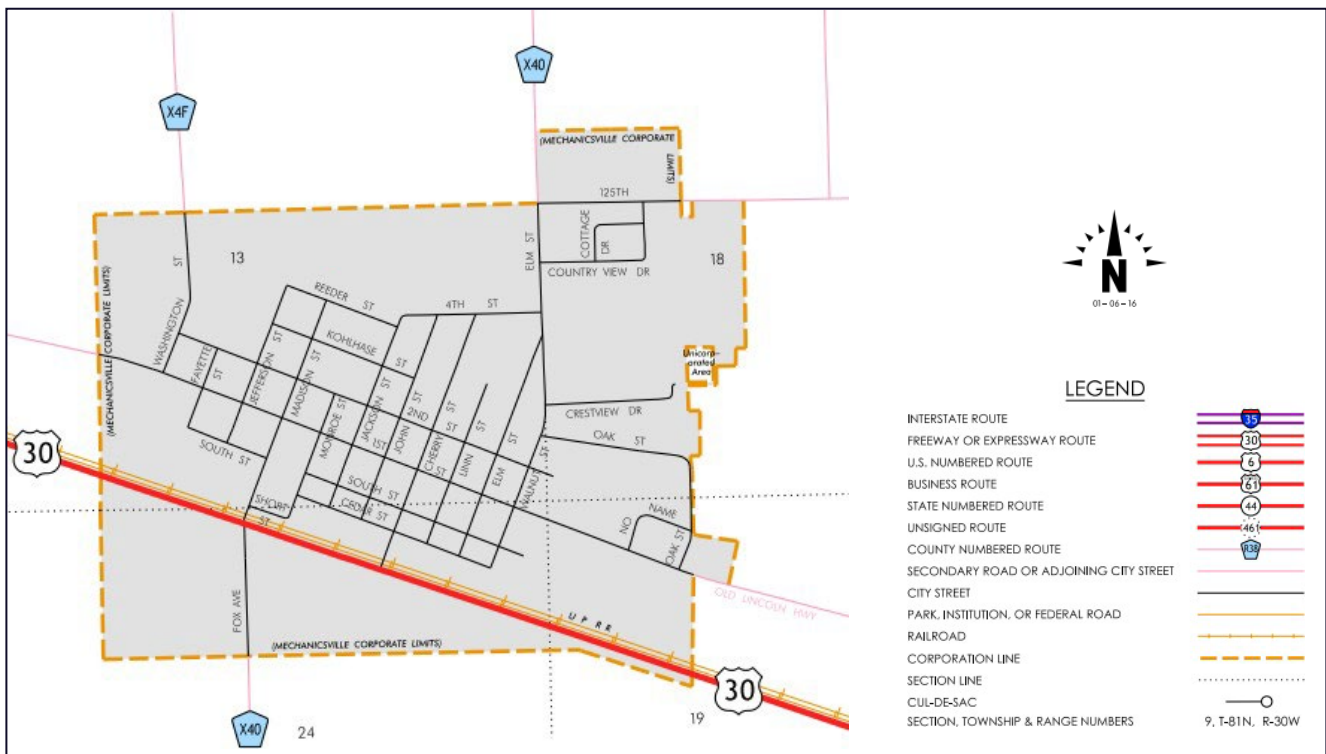 X4F
X40
(MECHANICSVILLE CORPORATE
LIMITS)
125TH
COTTAGE
DR
ELM ST
COUNTRY VIEW DR
13
18
ST
WASHINGTON
(MECHANICSVILLE CORPORATE LIMITS)
REEDER ST
4TH ST
KOHLHASE ST
FAYETTE ST
JEFFERSON ST
MADISON ST
MONROE ST
JACKSON ST
JOHN ST
2ND ST
1ST ST
CHERRY ST
LINN ST
ELM ST
WALNUT ST
Unicorp-
orated
Area
CRESTVIEW DR
OAK ST
SOUTH ST
SOUTH ST
SHORT ST
CEDAR ST
NO NAME
OAK ST
OLD LINCOLN HWY
30
FOX AVE
U P RR
(MECHANICSVILLE CORPORATE LIMITS)
30
X40
24
19
N
01-06-16
LEGEND
INTERSTATE ROUTE 35
FREEWAY OR EXPRESSWAY ROUTE 30
U.S. NUMBERED ROUTE 6
BUSINESS ROUTE 61
STATE NUMBERED ROUTE 44
UNSIGNED ROUTE 461
COUNTY NUMBERED ROUTE R38
SECONDARY ROAD OR ADJOINING CITY STREET
CITY STREET
PARK, INSTITUTION, OR FEDERAL ROAD
RAILROAD
CORPORATION LINE
SECTION LINE
CUL-DE-SAC
SECTION, TOWNSHIP & RANGE NUMBERS 9, T-81N, R-30W